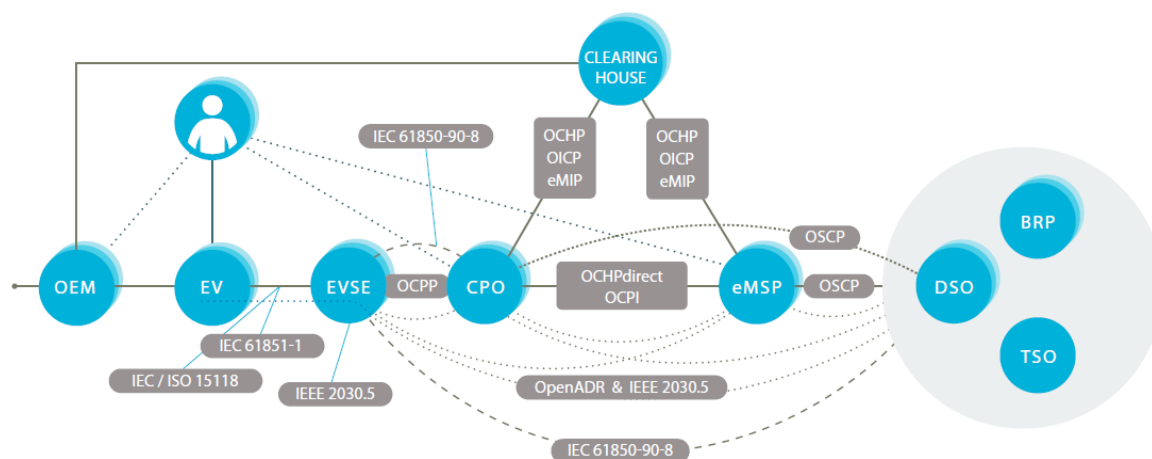 CLEARING
HOUSE
IEC 61850-90-8
OCHP
OICP
eMIP
OCHP
OICP
eMIP
BRP
OSCP
OEM
EV
EVSE
OCPP
CPO
OCHPdirect
OCPI
eMSP
OSCP
DSO
IEC 61851-1
IEC / ISO 15118
IEEE 2030.5
OpenADR & IEEE 2030.5
TSO
IEC 61850-90-8